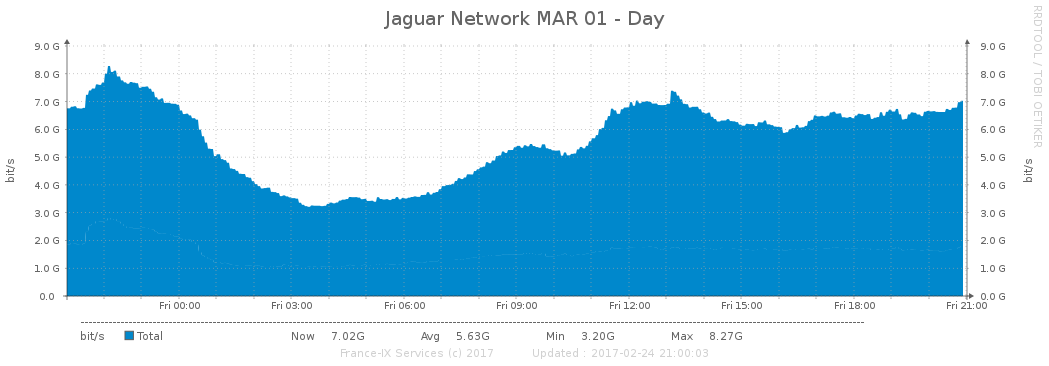 Jaguar Network MAR 01 - Day
RRDTOOL / TOBI OETIKER
9.0 G 9.0 G
8.0 G 8.0 G
7.0 G 7.0 G
6.0 G 6.0 G
5.0 G 5.0 G
4.0 G 4.0 G
3.0 G 3.0 G
2.0 G 2.0 G
1.0 G 1.0 G
0.0 0.0 G
bit/s
bit/s
Fri 00:00 Fri 03:00 Fri 06:00 Fri 09:00 Fri 12:00 Fri 15:00 Fri 18:00 Fri 21:00
bit/s Total Now 7.02G Avg 5.63G Min 3.20G Max 8.27G
France-IX Services (c) 2017 Updated : 2017-02-24 21:00:03